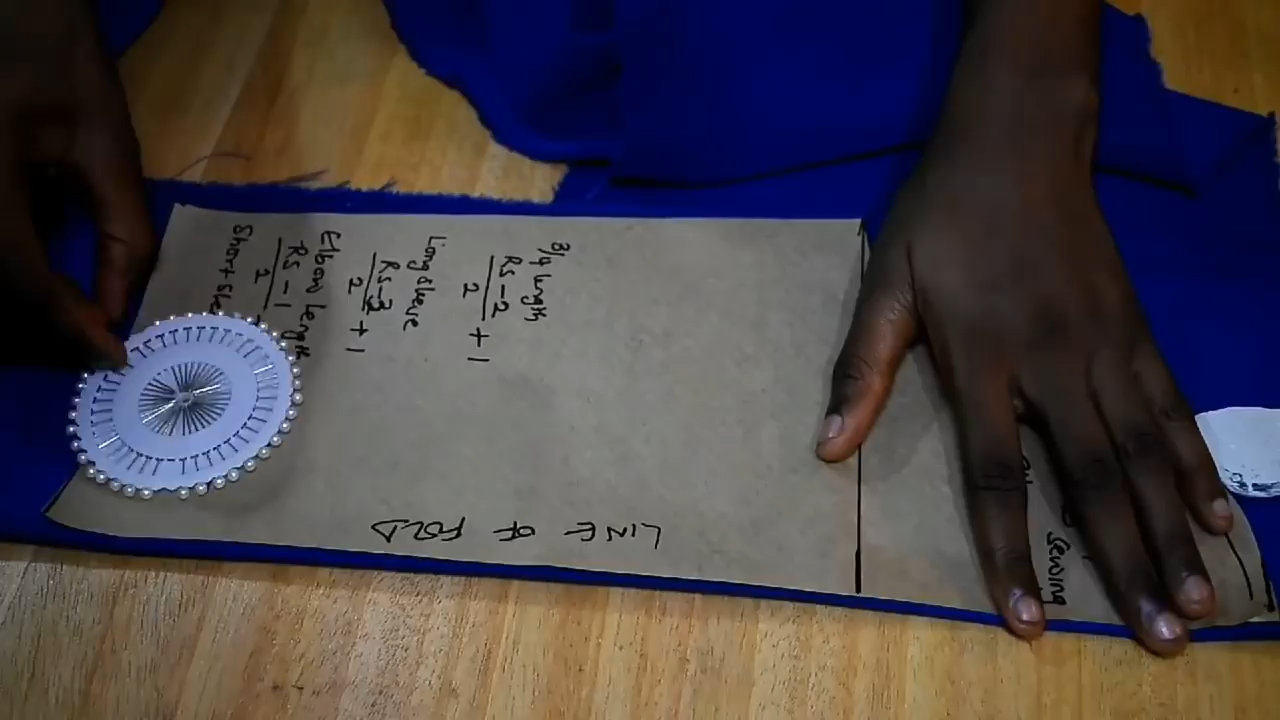 sewing
3/4 length
RS-2
2
+ 1
Long sleeve
RS-3
2
+ 1
Elbow length
RS-1
2
Short
LINE OF FOLD